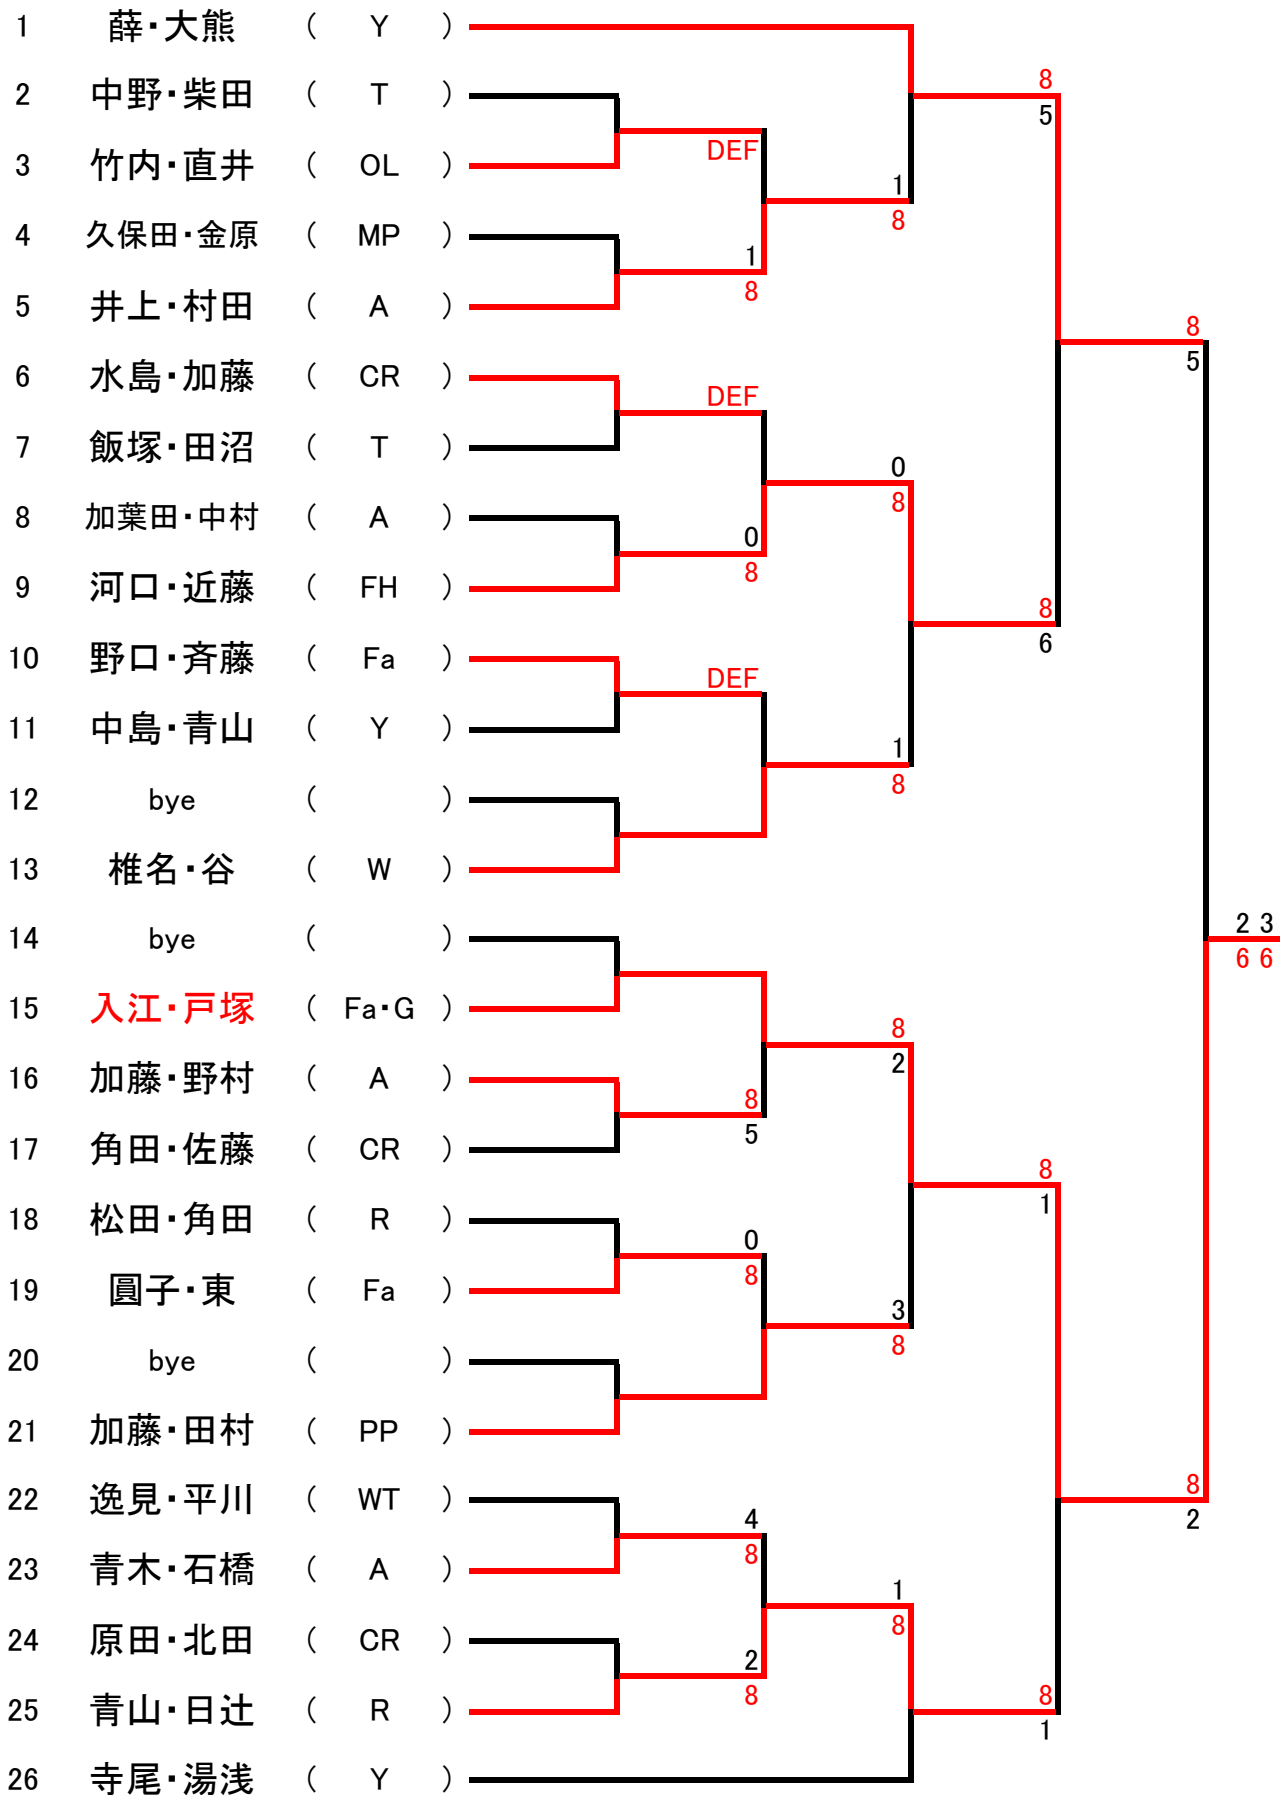 1 薛・大熊 ( Y )
8
2 中野・柴田 ( T )
5
DEF
3 竹内・直井 ( OL )
1
8
4 久保田・金原 ( MP )
1
8
5 井上・村田 ( A )
8
5
6 水島・加藤 ( CR )
DEF
7 飯塚・田沼 ( T )
0
8
8 加葉田・中村 ( A )
0
8
9 河口・近藤 ( FH )
8
6
10 野口・斉藤 ( Fa )
DEF
11 中島・青山 ( Y )
1
8
12 bye ( )
13 椎名・谷 ( W )
2 3
6 6
14 bye ( )
15 入江・戸塚 ( Fa・G )
8
2
16 加藤・野村 ( A )
8
5
17 角田・佐藤 ( CR )
8
1
18 松田・角田 ( R )
0
8
19 圓子・東 ( Fa )
3
8
20 bye ( )
21 加藤・田村 ( PP )
8
2
22 逸見・平川 ( WT )
4
8
23 青木・石橋 ( A )
1
8
24 原田・北田 ( CR )
2
8
25 青山・日辻 ( R )
8
1
26 寺尾・湯浅 ( Y )